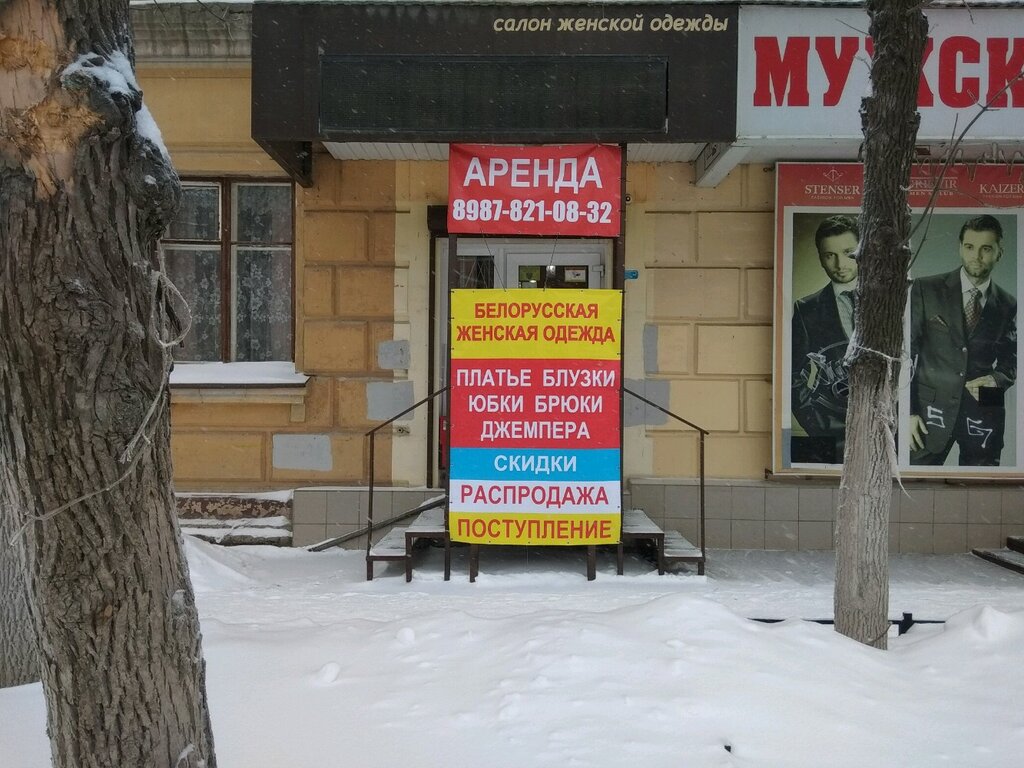 салон женской одежды
МУЖСК
АРЕНДА
8987-821-08-32
STENSER
KAIZER
БЕЛОРУССКАЯ
ЖЕНСКАЯ ОДЕЖДА
ПЛАТЬЕ БЛУЗКИ
ЮБКИ БРЮКИ
ДЖЕМПЕРА
СКИДКИ
РАСПРОДАЖА
ПОСТУПЛЕНИЕ